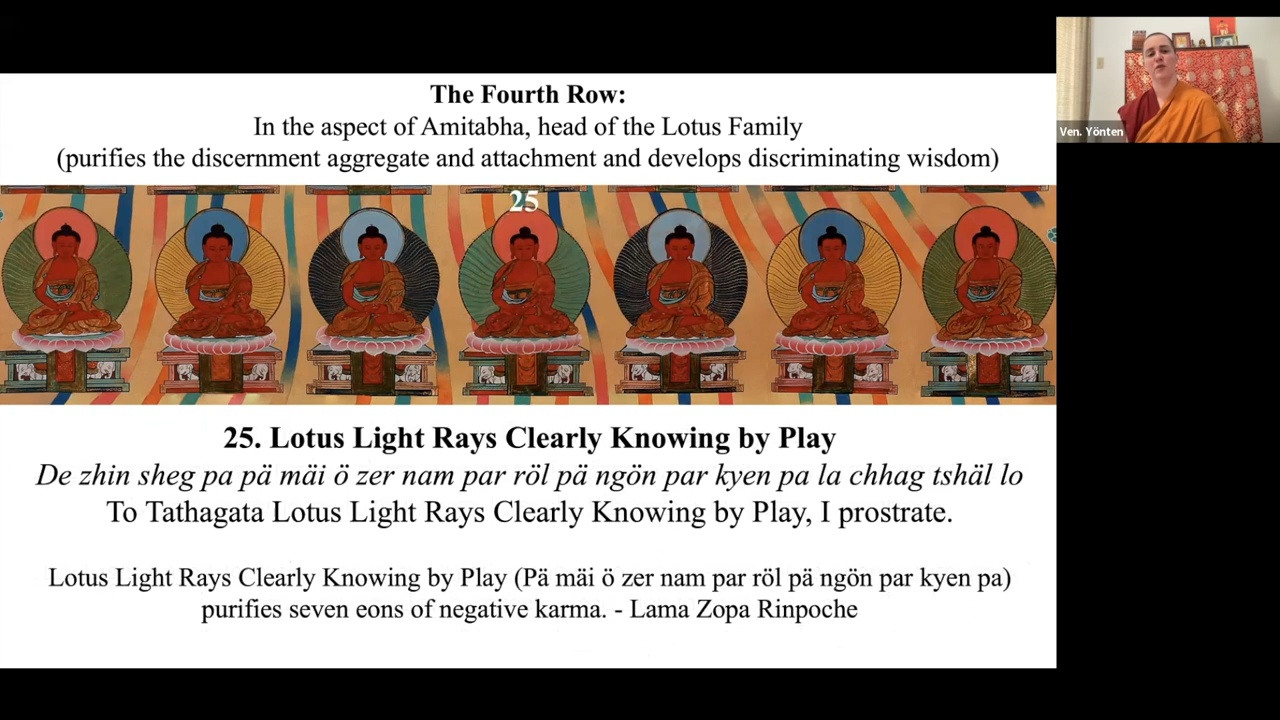 The Fourth Row:
In the aspect of Amitabha, head of the Lotus Family
(purifies the discernment aggregate and attachment and develops discriminating wisdom)
25
25. Lotus Light Rays Clearly Knowing by Play
De zhin sheg pa pä mäi ö zer nam par röl pä ngön par kyen pa la chhag tshäl lo
To Tathagata Lotus Light Rays Clearly Knowing by Play, I prostrate.
Lotus Light Rays Clearly Knowing by Play (Pä mäi ö zer nam par röl pä ngön par kyen pa)
purifies seven eons of negative karma. - Lama Zopa Rinpoche
Ven. Yönten